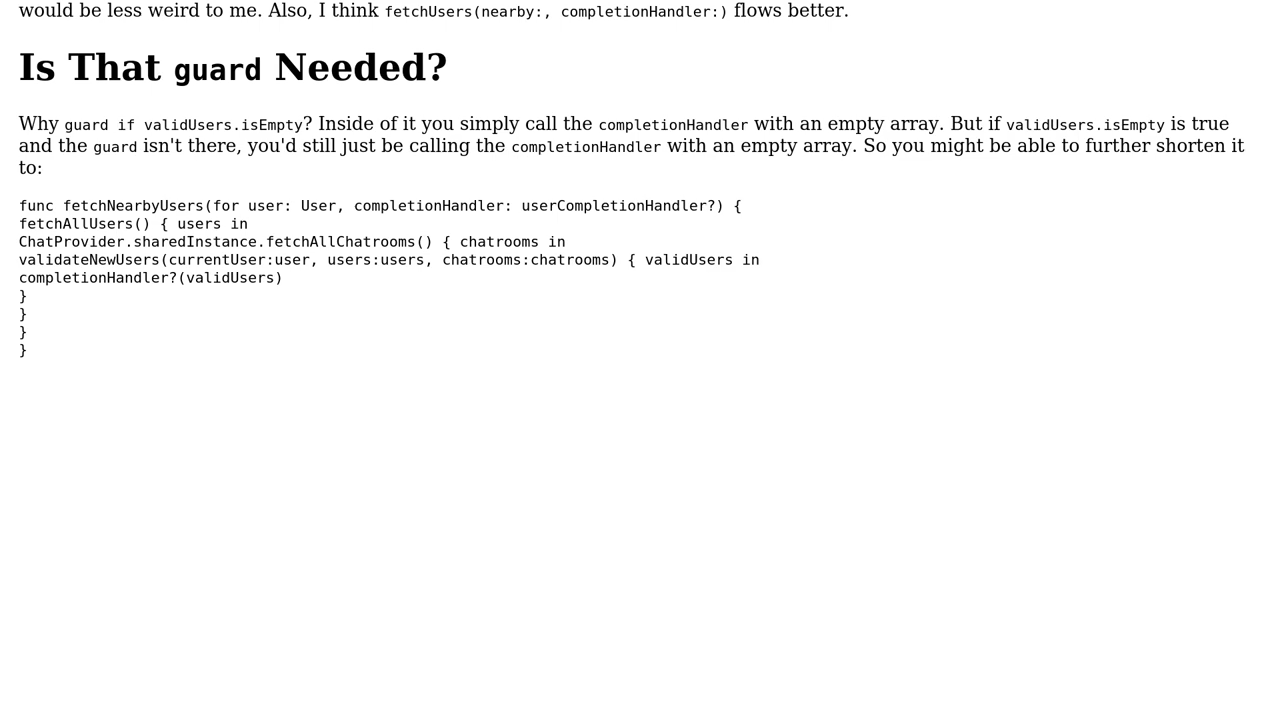 would be less weird to me. Also, I think fetchUsers(nearby:, completionHandler:) flows better.
Is That guard Needed?
Why guard if validUsers.isEmpty? Inside of it you simply call the completionHandler with an empty array. But if validUsers.isEmpty is true
and the guard isn't there, you'd still just be calling the completionHandler with an empty array. So you might be able to further shorten it
to:
func fetchNearbyUsers(for user: User, completionHandler: userCompletionHandler?) {
fetchAllUsers() { users in
ChatProvider.sharedInstance.fetchAllChatrooms() { chatrooms in
validateNewUsers(currentUser:user, users:users, chatrooms:chatrooms) { validUsers in
completionHandler?(validUsers)
}
}
}
}